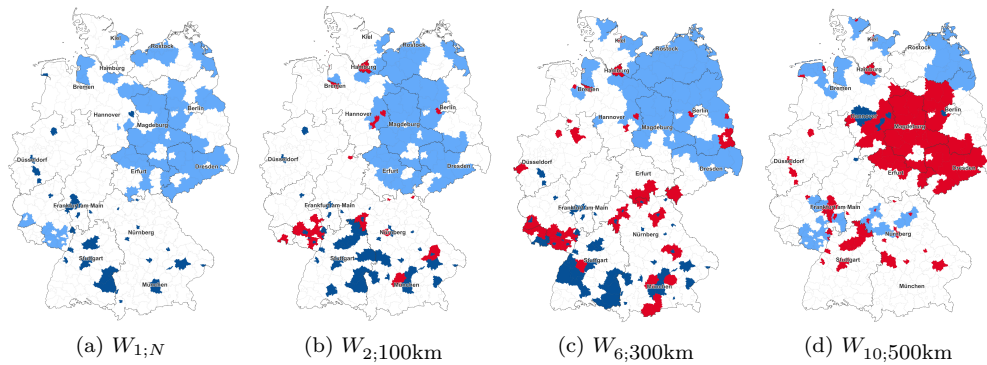 Kiel
Rostock
Hamburg
Bremen
Berlin
Hannover
Magdeburg
Düsseldorf
Dresden
Erfurt
Frankfurt am Main
Nürnberg
Stuttgart
München
(a) W1;N
Kiel
Rostock
Hamburg
Bremen
Berlin
Hannover
Magdeburg
Düsseldorf
Dresden
Erfurt
Frankfurt am Main
Nürnberg
Stuttgart
München
(b) W2;100km
Kiel
Rostock
Hamburg
Bremen
Berlin
Hannover
Magdeburg
Düsseldorf
Dresden
Erfurt
Frankfurt am Main
Nürnberg
Stuttgart
München
(c) W6;300km
Kiel
Rostock
Hamburg
Bremen
Berlin
Hannover
Magdeburg
Düsseldorf
Dresden
Erfurt
Frankfurt am Main
Nürnberg
Stuttgart
München
(d) W10;500km